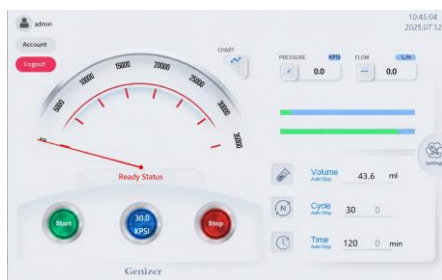 admin
10:45:04
2025.07.12
Account
Logout
CHART
PRESSURE KPSI
0.0
FLOW L/H
0.0
0
5000
10000
15000
20000
25000
30000
35000
Ready Status
Start
30.0
KPSI
Stop
Volume
Auto Stop
43.6 ml
N
Cycle
Auto Stop
30 0
Time
Auto Stop
120 0 min
Setting
Genizer